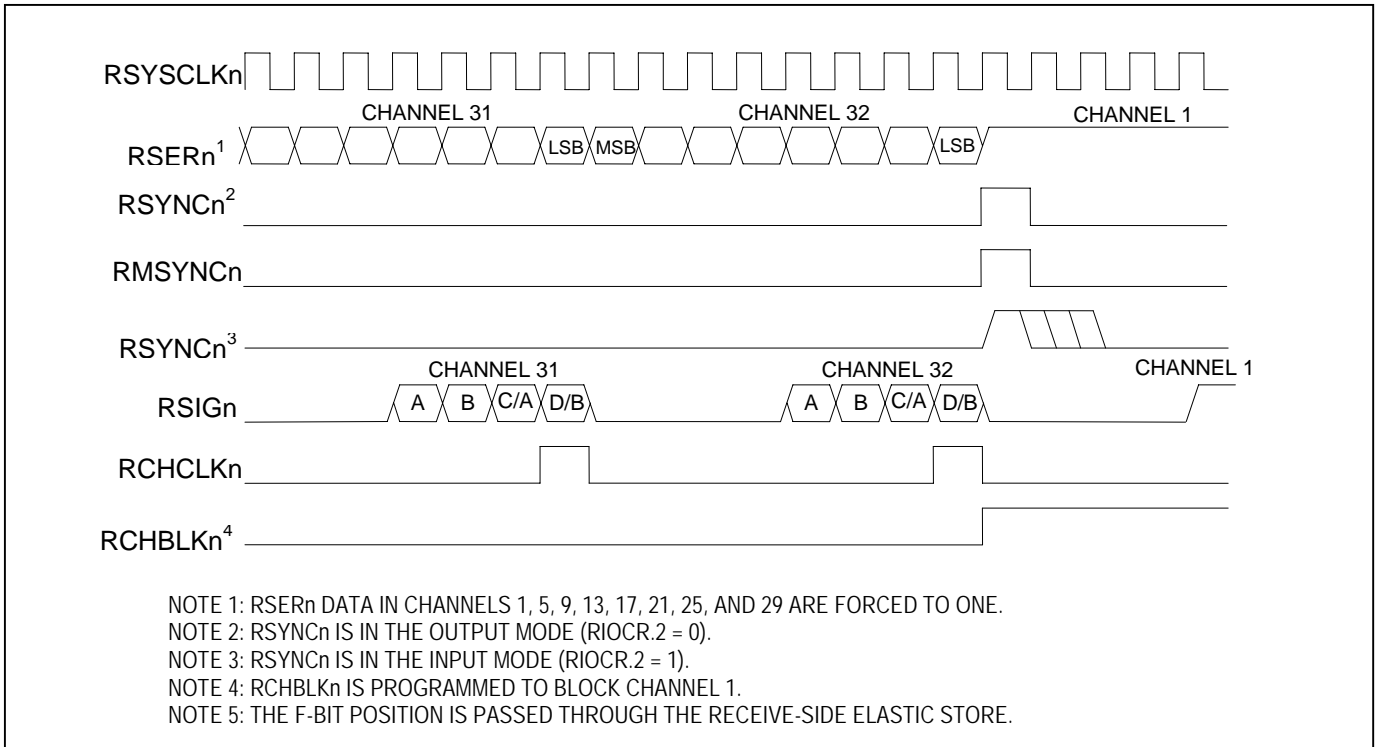 RSYSCLKn
CHANNEL 31 CHANNEL 32 CHANNEL 1
RSERn1 LSB MSB LSB
RSYNCn2
RMSYNCn
RSYNCn3
CHANNEL 31 CHANNEL 32 CHANNEL 1
RSIGn A B C/A D/B A B C/A D/B
RCHCLKn
RCHBLKn4
NOTE 1: RSERn DATA IN CHANNELS 1, 5, 9, 13, 17, 21, 25, AND 29 ARE FORCED TO ONE.
NOTE 2: RSYNCn IS IN THE OUTPUT MODE (RIOCR.2 = 0).
NOTE 3: RSYNCn IS IN THE INPUT MODE (RIOCR.2 = 1).
NOTE 4: RCHBLKn IS PROGRAMMED TO BLOCK CHANNEL 1.
NOTE 5: THE F-BIT POSITION IS PASSED THROUGH THE RECEIVE-SIDE ELASTIC STORE.